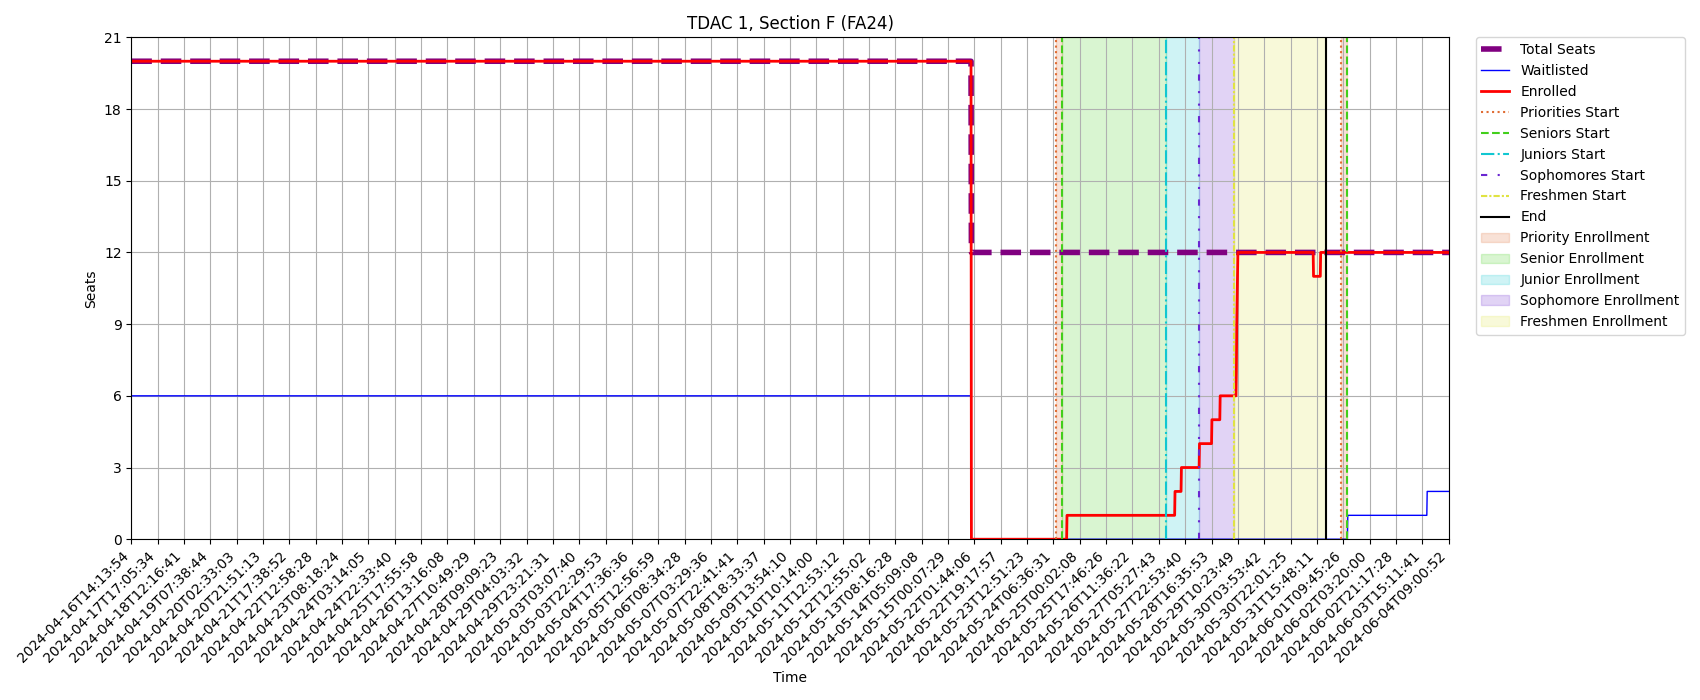 TDAC 1, Section F (FA24)
21
18
15
12
9
6
3
0
Seats
2024-04-16T14:13:54
2024-04-17T17:05:34
2024-04-18T12:16:41
2024-04-19T07:38:44
2024-04-20T02:33:03
2024-04-20T21:51:13
2024-04-21T17:38:52
2024-04-22T12:58:28
2024-04-23T08:18:24
2024-04-24T03:14:05
2024-04-24T22:33:40
2024-04-25T17:55:58
2024-04-26T13:16:08
2024-04-27T10:49:29
2024-04-28T09:09:23
2024-04-29T04:03:32
2024-04-29T23:21:31
2024-05-03T03:07:40
2024-05-03T22:29:53
2024-05-04T17:36:36
2024-05-05T12:56:59
2024-05-06T08:34:28
2024-05-07T03:29:36
2024-05-07T22:41:41
2024-05-08T18:33:37
2024-05-09T13:54:10
2024-05-10T10:14:00
2024-05-11T12:53:12
2024-05-12T12:55:02
2024-05-13T08:16:28
2024-05-14T05:09:08
2024-05-15T00:07:29
2024-05-22T01:44:06
2024-05-22T19:17:57
2024-05-23T12:51:23
2024-05-24T06:36:31
2024-05-25T00:02:08
2024-05-25T17:46:26
2024-05-26T11:36:22
2024-05-27T05:27:43
2024-05-27T22:53:40
2024-05-28T16:35:53
2024-05-29T10:23:49
2024-05-30T03:53:42
2024-05-30T22:01:25
2024-05-31T15:48:11
2024-06-01T09:45:26
2024-06-02T03:20:00
2024-06-02T21:17:28
2024-06-03T15:11:41
2024-06-04T09:00:52
Time
Total Seats
Waitlisted
Enrolled
Priorities Start
Seniors Start
Juniors Start
Sophomores Start
Freshmen Start
End
Priority Enrollment
Senior Enrollment
Junior Enrollment
Sophomore Enrollment
Freshmen Enrollment